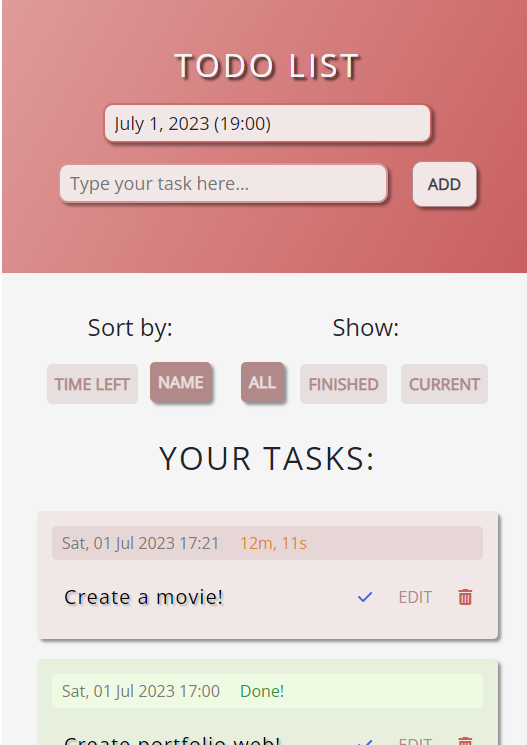 TODO LIST
July 1, 2023 (19:00)
Type your task here...
ADD
Sort by:
Show:
TIME LEFT
NAME
ALL
FINISHED
CURRENT
YOUR TASKS:
Sat, 01 Jul 2023 17:21
12m, 11s
Create a movie!
EDIT
Sat, 01 Jul 2023 17:00
Done!
Create portfolio web!
EDIT